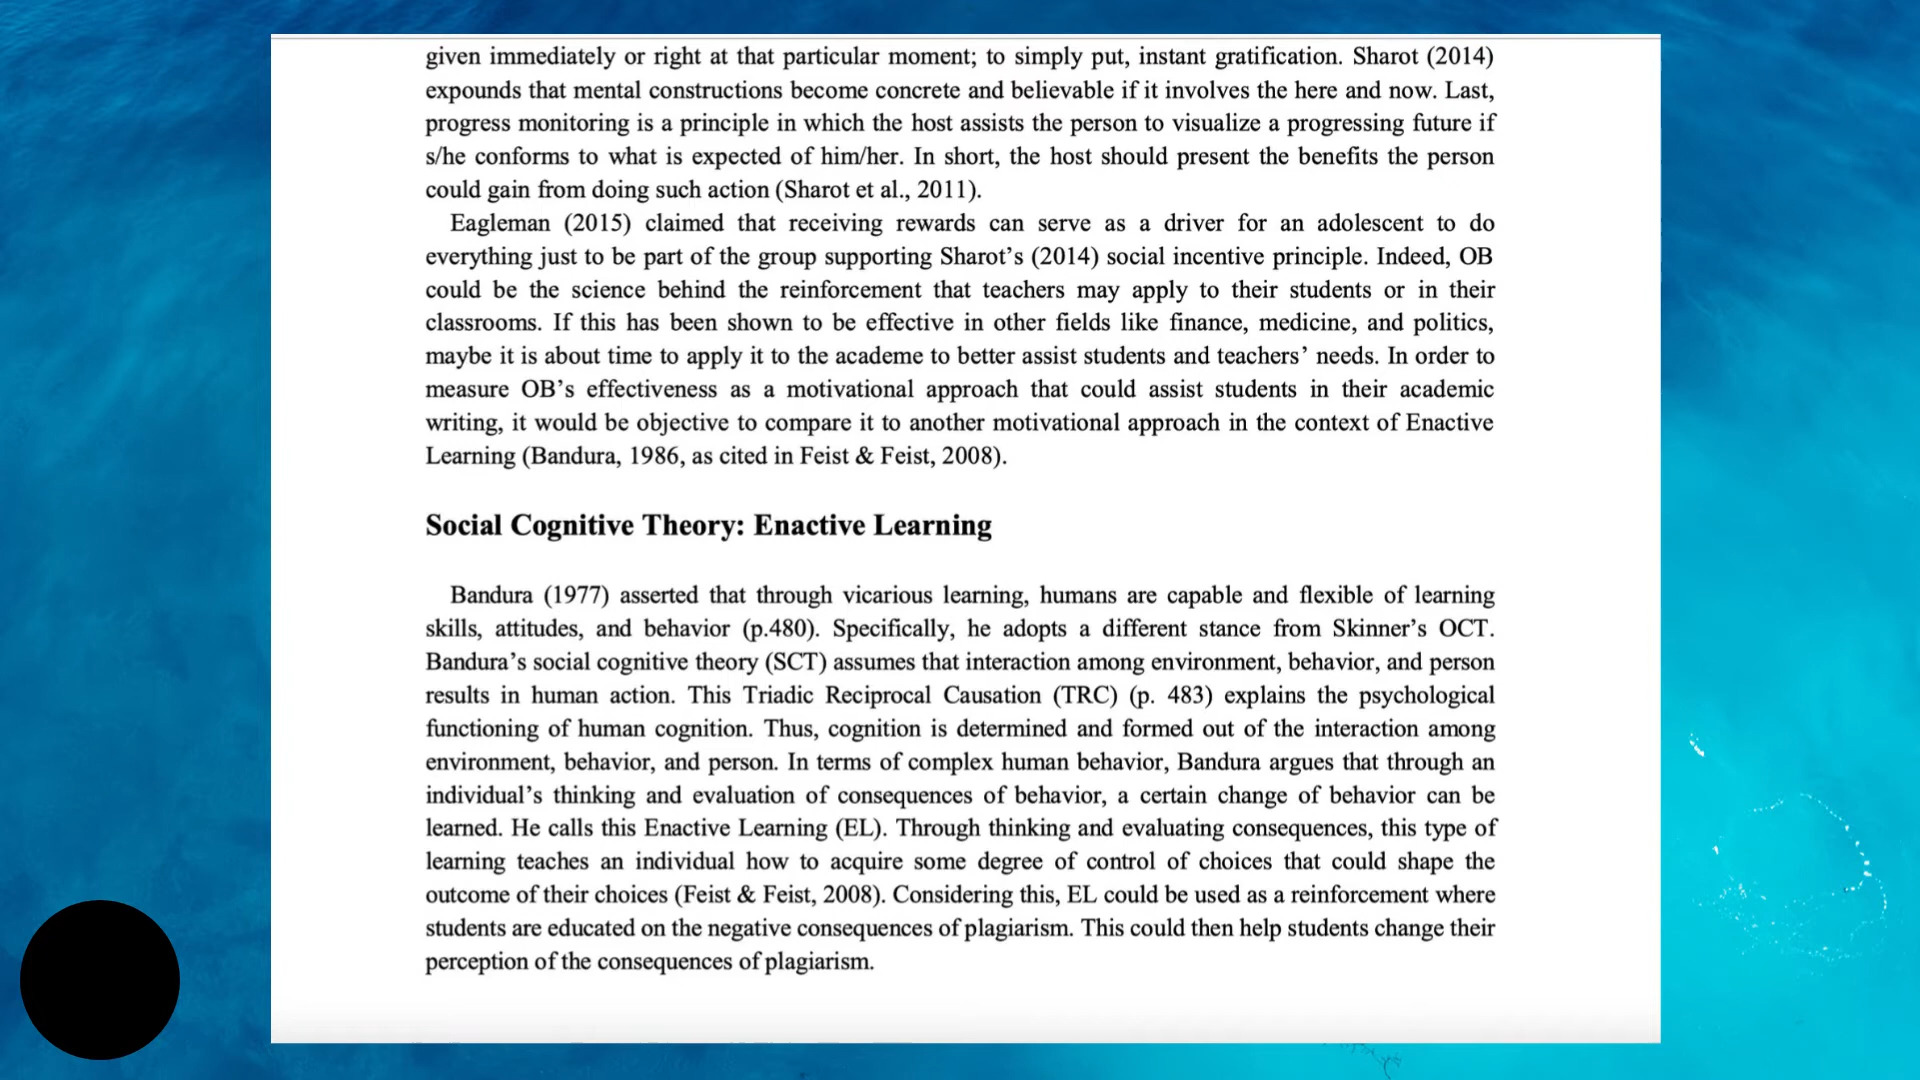 given immediately or right at that particular moment; to simply put, instant gratification. Sharot (2014)
expounds that mental constructions become concrete and believable if it involves the here and now. Last,
progress monitoring is a principle in which the host assists the person to visualize a progressing future if
s/he conforms to what is expected of him/her. In short, the host should present the benefits the person
could gain from doing such action (Sharot et al., 2011).
Eagleman (2015) claimed that receiving rewards can serve as a driver for an adolescent to do
everything just to be part of the group supporting Sharot’s (2014) social incentive principle. Indeed, OB
could be the science behind the reinforcement that teachers may apply to their students or in their
classrooms. If this has been shown to be effective in other fields like finance, medicine, and politics,
maybe it is about time to apply it to the academe to better assist students and teachers’ needs. In order to
measure OB’s effectiveness as a motivational approach that could assist students in their academic
writing, it would be objective to compare it to another motivational approach in the context of Enactive
Learning (Bandura, 1986, as cited in Feist & Feist, 2008).
Social Cognitive Theory: Enactive Learning
Bandura (1977) asserted that through vicarious learning, humans are capable and flexible of learning
skills, attitudes, and behavior (p.480). Specifically, he adopts a different stance from Skinner’s OCT.
Bandura’s social cognitive theory (SCT) assumes that interaction among environment, behavior, and person
results in human action. This Triadic Reciprocal Causation (TRC) (p. 483) explains the psychological
functioning of human cognition. Thus, cognition is determined and formed out of the interaction among
environment, behavior, and person. In terms of complex human behavior, Bandura argues that through an
individual’s thinking and evaluation of consequences of behavior, a certain change of behavior can be
learned. He calls this Enactive Learning (EL). Through thinking and evaluating consequences, this type of
learning teaches an individual how to acquire some degree of control of choices that could shape the
outcome of their choices (Feist & Feist, 2008). Considering this, EL could be used as a reinforcement where
students are educated on the negative consequences of plagiarism. This could then help students change their
perception of the consequences of plagiarism.